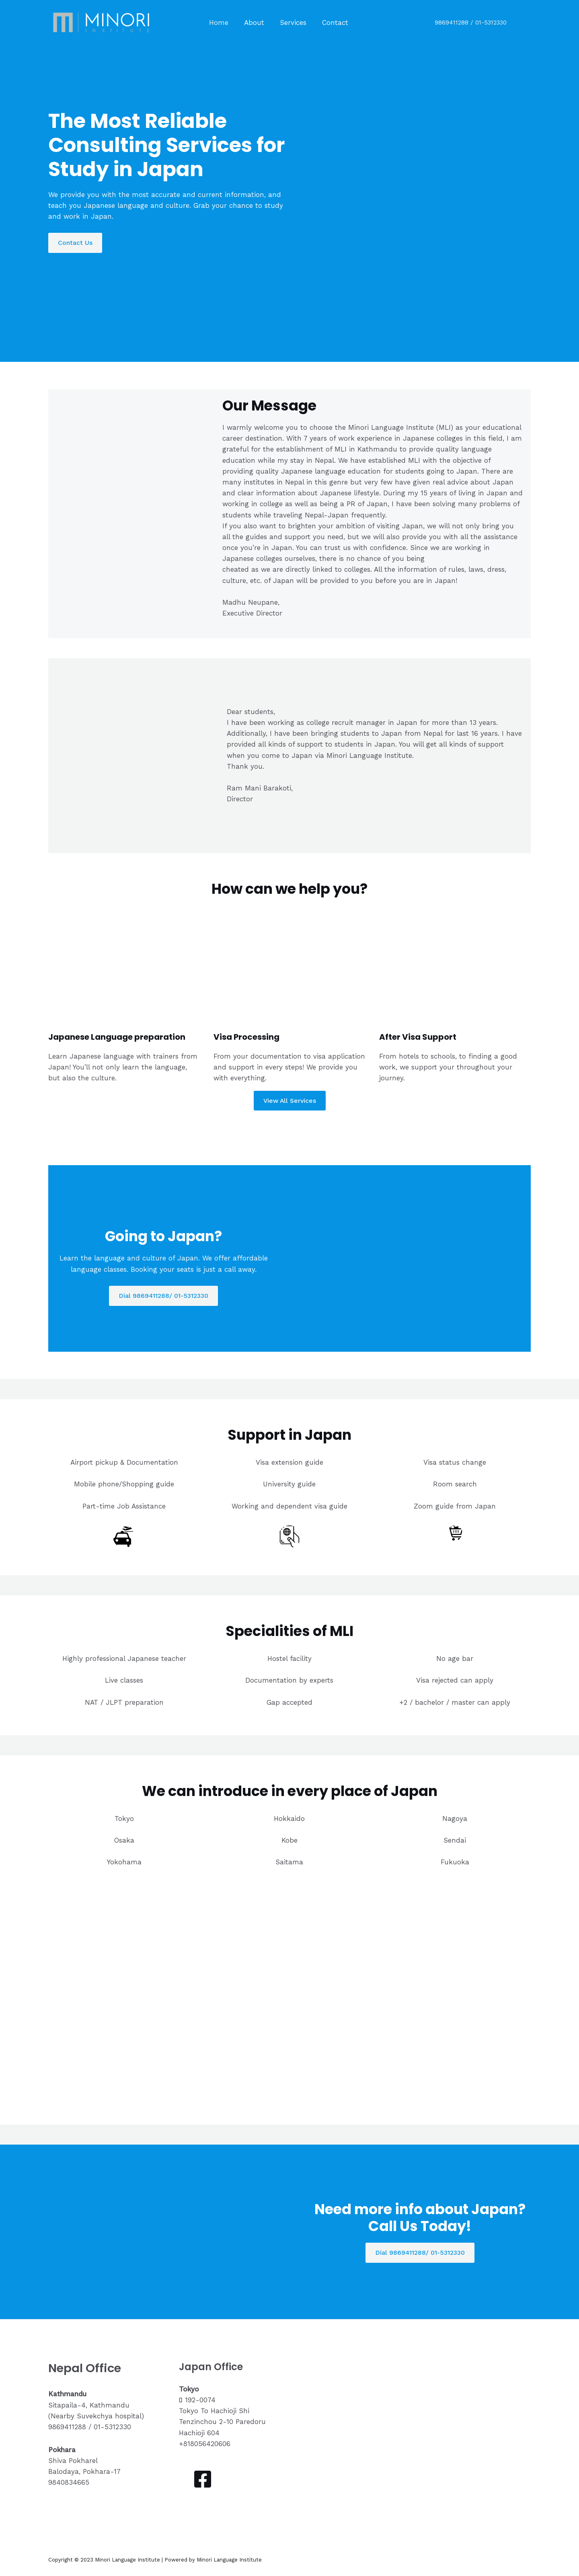 MINORI
INSTITUTE
Home About Services Contact
9869411288 / 01-5312330
The Most Reliable
Consulting Services for
Study in Japan
We provide you with the most accurate and current information, and
teach you Japanese language and culture. Grab your chance to study
and work in Japan.
Contact Us
Our Message
I warmly welcome you to choose the Minori Language Institute (MLI) as your educational
career destination. With 7 years of work experience in Japanese colleges in this field, I am
grateful for the establishment of MLI in Kathmandu to provide quality language
education while my stay in Nepal. We have established MLI with the objective of
providing quality Japanese language education for students going to Japan. There are
many institutes in Nepal in this genre but very few have given real advice about Japan
and clear information about Japanese lifestyle. During my 15 years of living in Japan and
working in college as well as being a PR of Japan, I have been solving many problems of
students while traveling Nepal-Japan frequently.
If you also want to brighten your ambition of visiting Japan, we will not only bring you
all the guides and support you need, but we will also provide you with all the assistance
once you're in Japan. You can trust us with confidence. Since we are working in
Japanese colleges ourselves, there is no chance of you being
cheated as we are directly linked to colleges. All the information of rules, laws, dress,
culture, etc. of Japan will be provided to you before you are in Japan!
Madhu Neupane,
Executive Director
Dear students,
I have been working as college recruit manager in Japan for more than 13 years.
Additionally, I have been bringing students to Japan from Nepal for last 16 years. I have
provided all kinds of support to students in Japan. You will get all kinds of support
when you come to Japan via Minori Language Institute.
Thank you.
Ram Mani Barakoti,
Director
How can we help you?
Japanese Language preparation
Learn Japanese language with trainers from
Japan! You'll not only learn the language,
but also the culture.
Visa Processing
From your documentation to visa application
and support in every steps! We provide you
with everything.
After Visa Support
From hotels to schools, to finding a good
work, we support your throughout your
journey.
View All Services
Going to Japan?
Learn the language and culture of Japan. We offer affordable
language classes. Booking your seats is just a call away.
Dial 9869411288/ 01-5312330
Support in Japan
Airport pickup & Documentation
Mobile phone/Shopping guide
Part-time Job Assistance
Visa extension guide
University guide
Working and dependent visa guide
Visa status change
Room search
Zoom guide from Japan
Specialities of MLI
Highly professional Japanese teacher
Live classes
NAT / JLPT preparation
Hostel facility
Documentation by experts
Gap accepted
No age bar
Visa rejected can apply
+2 / bachelor / master can apply
We can introduce in every place of Japan
Tokyo
Osaka
Yokohama
Hokkaido
Kobe
Saitama
Nagoya
Sendai
Fukuoka
Need more info about Japan?
Call Us Today!
Dial 9869411288/ 01-5312330
Nepal Office
Kathmandu
Sitapaila-4, Kathmandu
(Nearby Suvekchya hospital)
9869411288 / 01-5312330
Pokhara
Shiva Pokharel
Balodaya, Pokhara-17
9840834665
Japan Office
Tokyo
192-0074
Tokyo To Hachioji Shi
Tenzinchou 2-10 Paredoru
Hachioji 604
+818056420606
Copyright © 2023 Minori Language Institute | Powered by Minori Language Institute